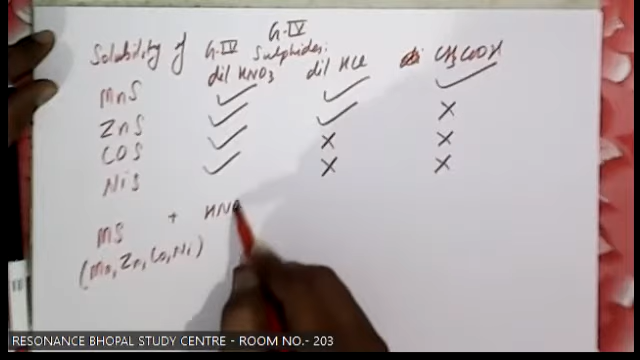 G.IV
Solubility of G.IV Sulphides:
dil HNO3 dil HCl CH3COOH
MnS ✓ ✓ ✓
ZnS ✓ ✓ ×
COS ✓ × ×
NiS ✓ × ×
MS + HNO
(Mn, Zn, Co, Ni)
RESONANCE BHOPAL STUDY CENTRE - ROOM NO.- 203